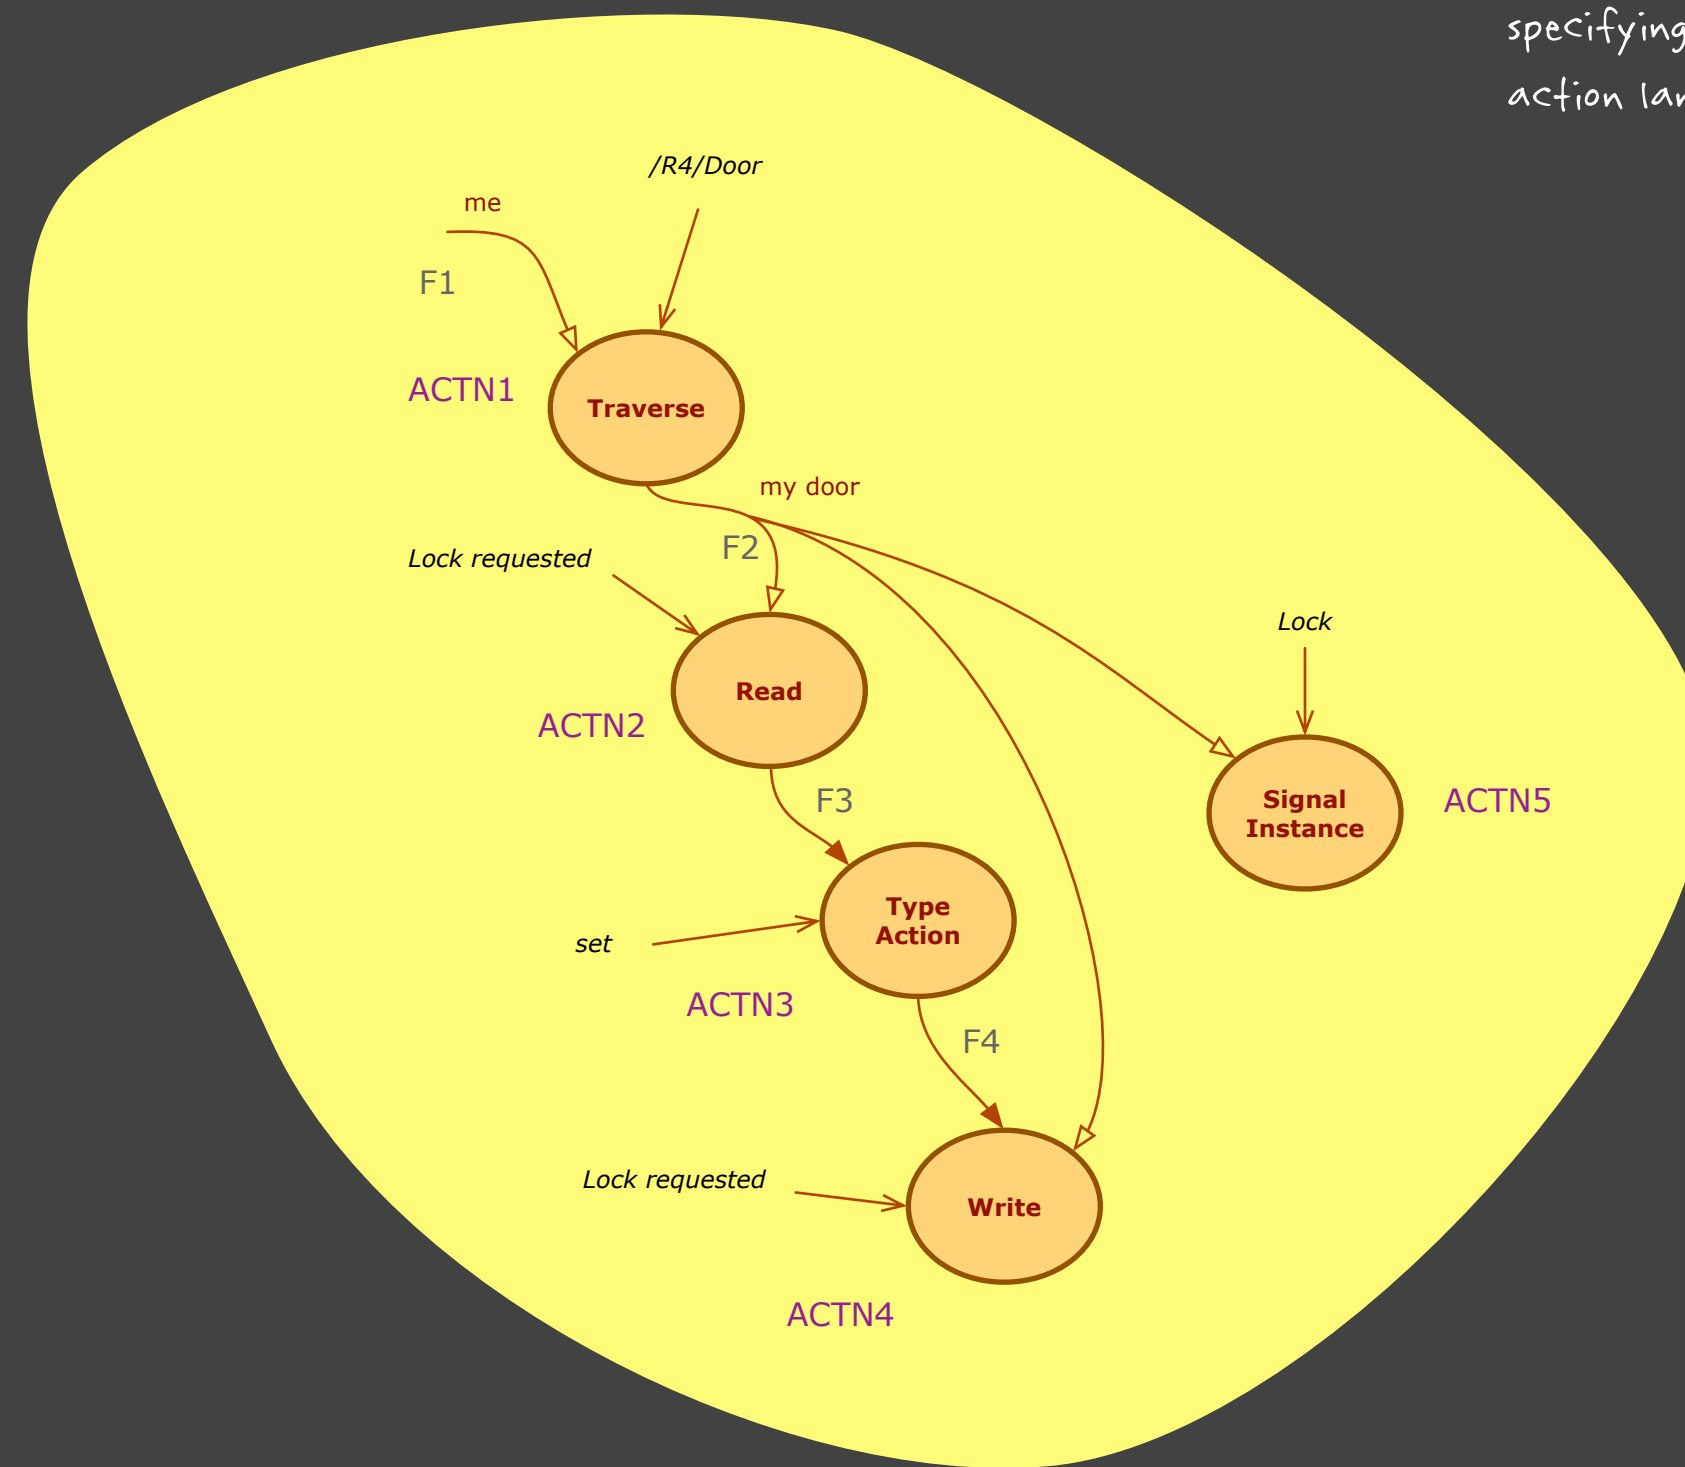 specifying
action
/R4/Door
me
F1
ACTN1
Traverse
my door
F2
Lock requested
Lock
Read
ACTN2
F3
Signal
Instance
ACTN5
Type
Action
set
ACTN3
F4
Lock requested
Write
ACTN4